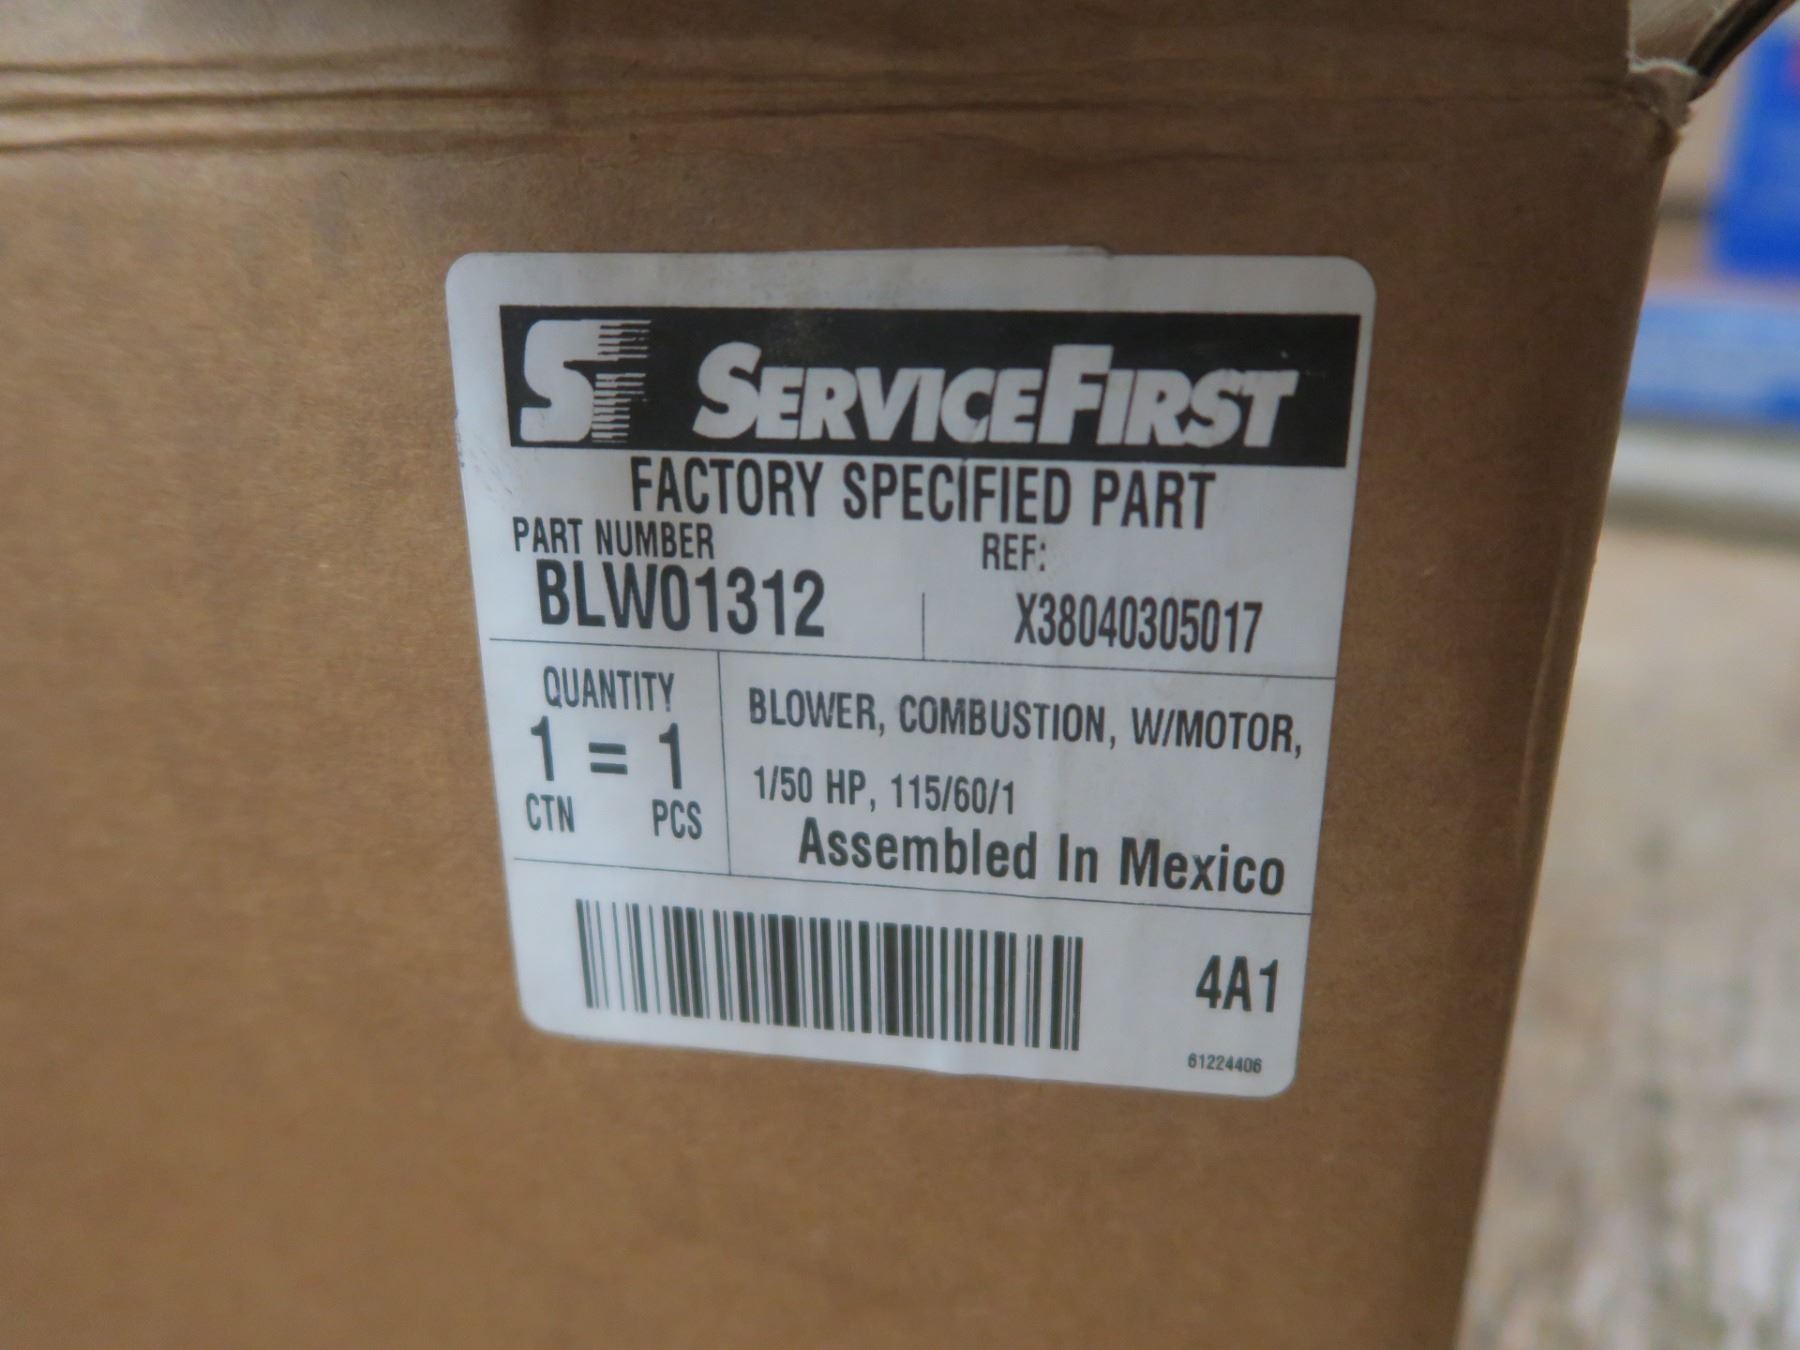 S SERVICEFIRST
FACTORY SPECIFIED PART
PART NUMBER REF:
BLW01312 X38040305017
QUANTITY
1 = 1
CTN PCS
BLOWER, COMBUSTION, W/MOTOR,
1/50 HP, 115/60/1
Assembled In Mexico
4A1
61224406